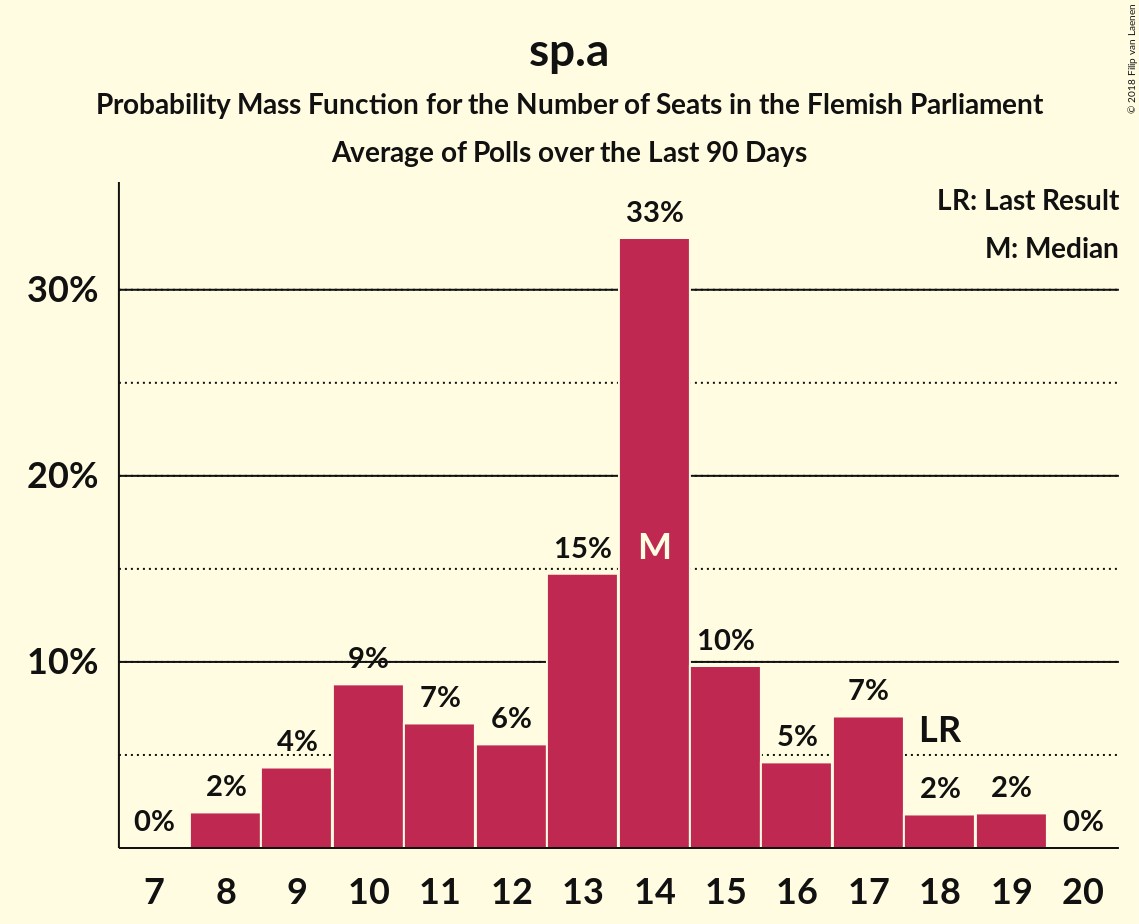 sp.a
Probability Mass Function for the Number of Seats in the Flemish Parliament
Average of Polls over the Last 90 Days
© 2018 Filip van Laenen
LR: Last Result
M: Median
33%
30%
20%
15%
M
10%
10%
9%
7%
7%
6%
LR
4%
5%
2%
2%
2%
0%
0%
7 8 9 10 11 12 13 14 15 16 17 18 19 20